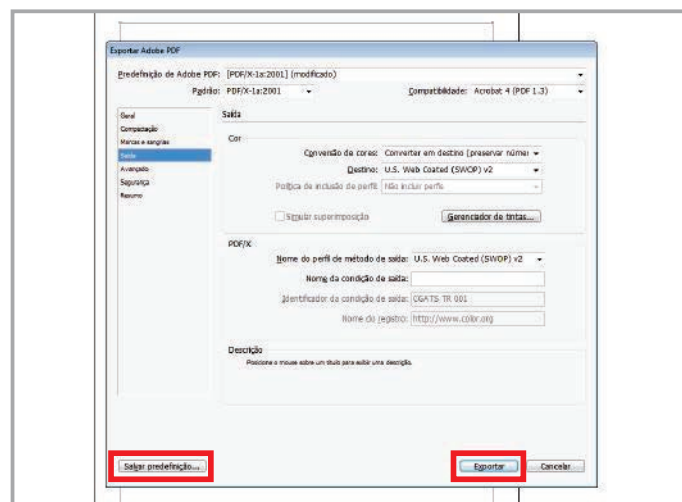 Exportar Adobe PDF
Predefinição de Adobe PDF: [PDF/X-1a:2001] (modificado)
Padrão: PDF/X-1a:2001 Compatibilidade: Acrobat 4 (PDF 1.3)
Geral
Compactação
Marcas e sangrias
Saída
Avançado
Segurança
Resumo
Saída
Cor
Conversão de cores: Converter em destino (preservar númer
Destino: U.S. Web Coated (SWOP) v2
Política de inclusão de perfil: Não incluir perfis
Simular superimposição Gerenciador de tintas...
PDF/X
Nome do perfil de método de saída: U.S. Web Coated (SWOP) v2
Nome da condição de saída:
Identificador da condição de saída: CGATS TR 001
Nome do registro: http://www.color.org
Descrição
Posicione o mouse sobre um título para exibir uma descrição.
Salvar predefinição... Exportar Cancelar